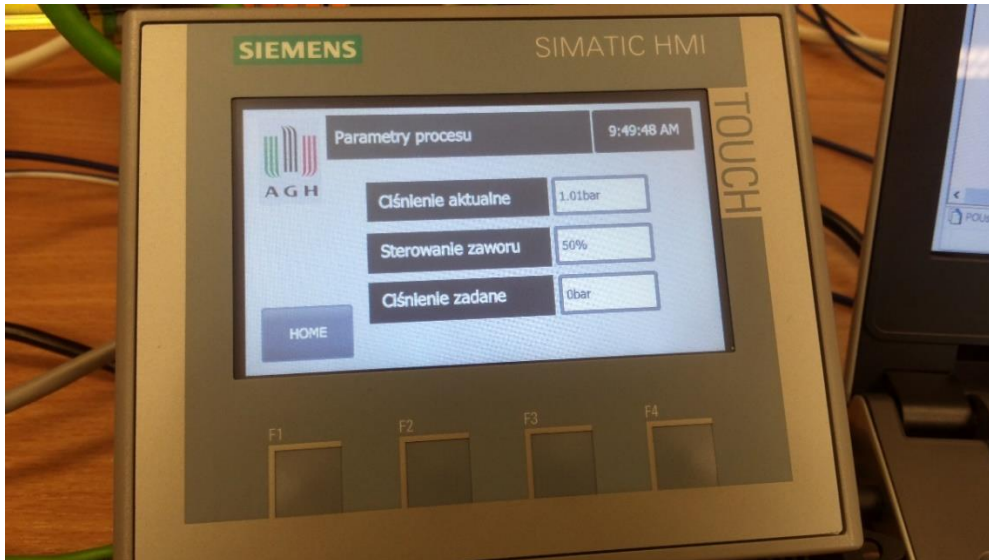 SIEMENS
SIMATIC HMI
TOUCH
Parametry procesu
9:49:48 AM
AGH
CIśnienie aktualne
1.01bar
Sterowanie zaworu
50%
CIśnienie zadane
0bar
HOME
F1
F2
F3
F4